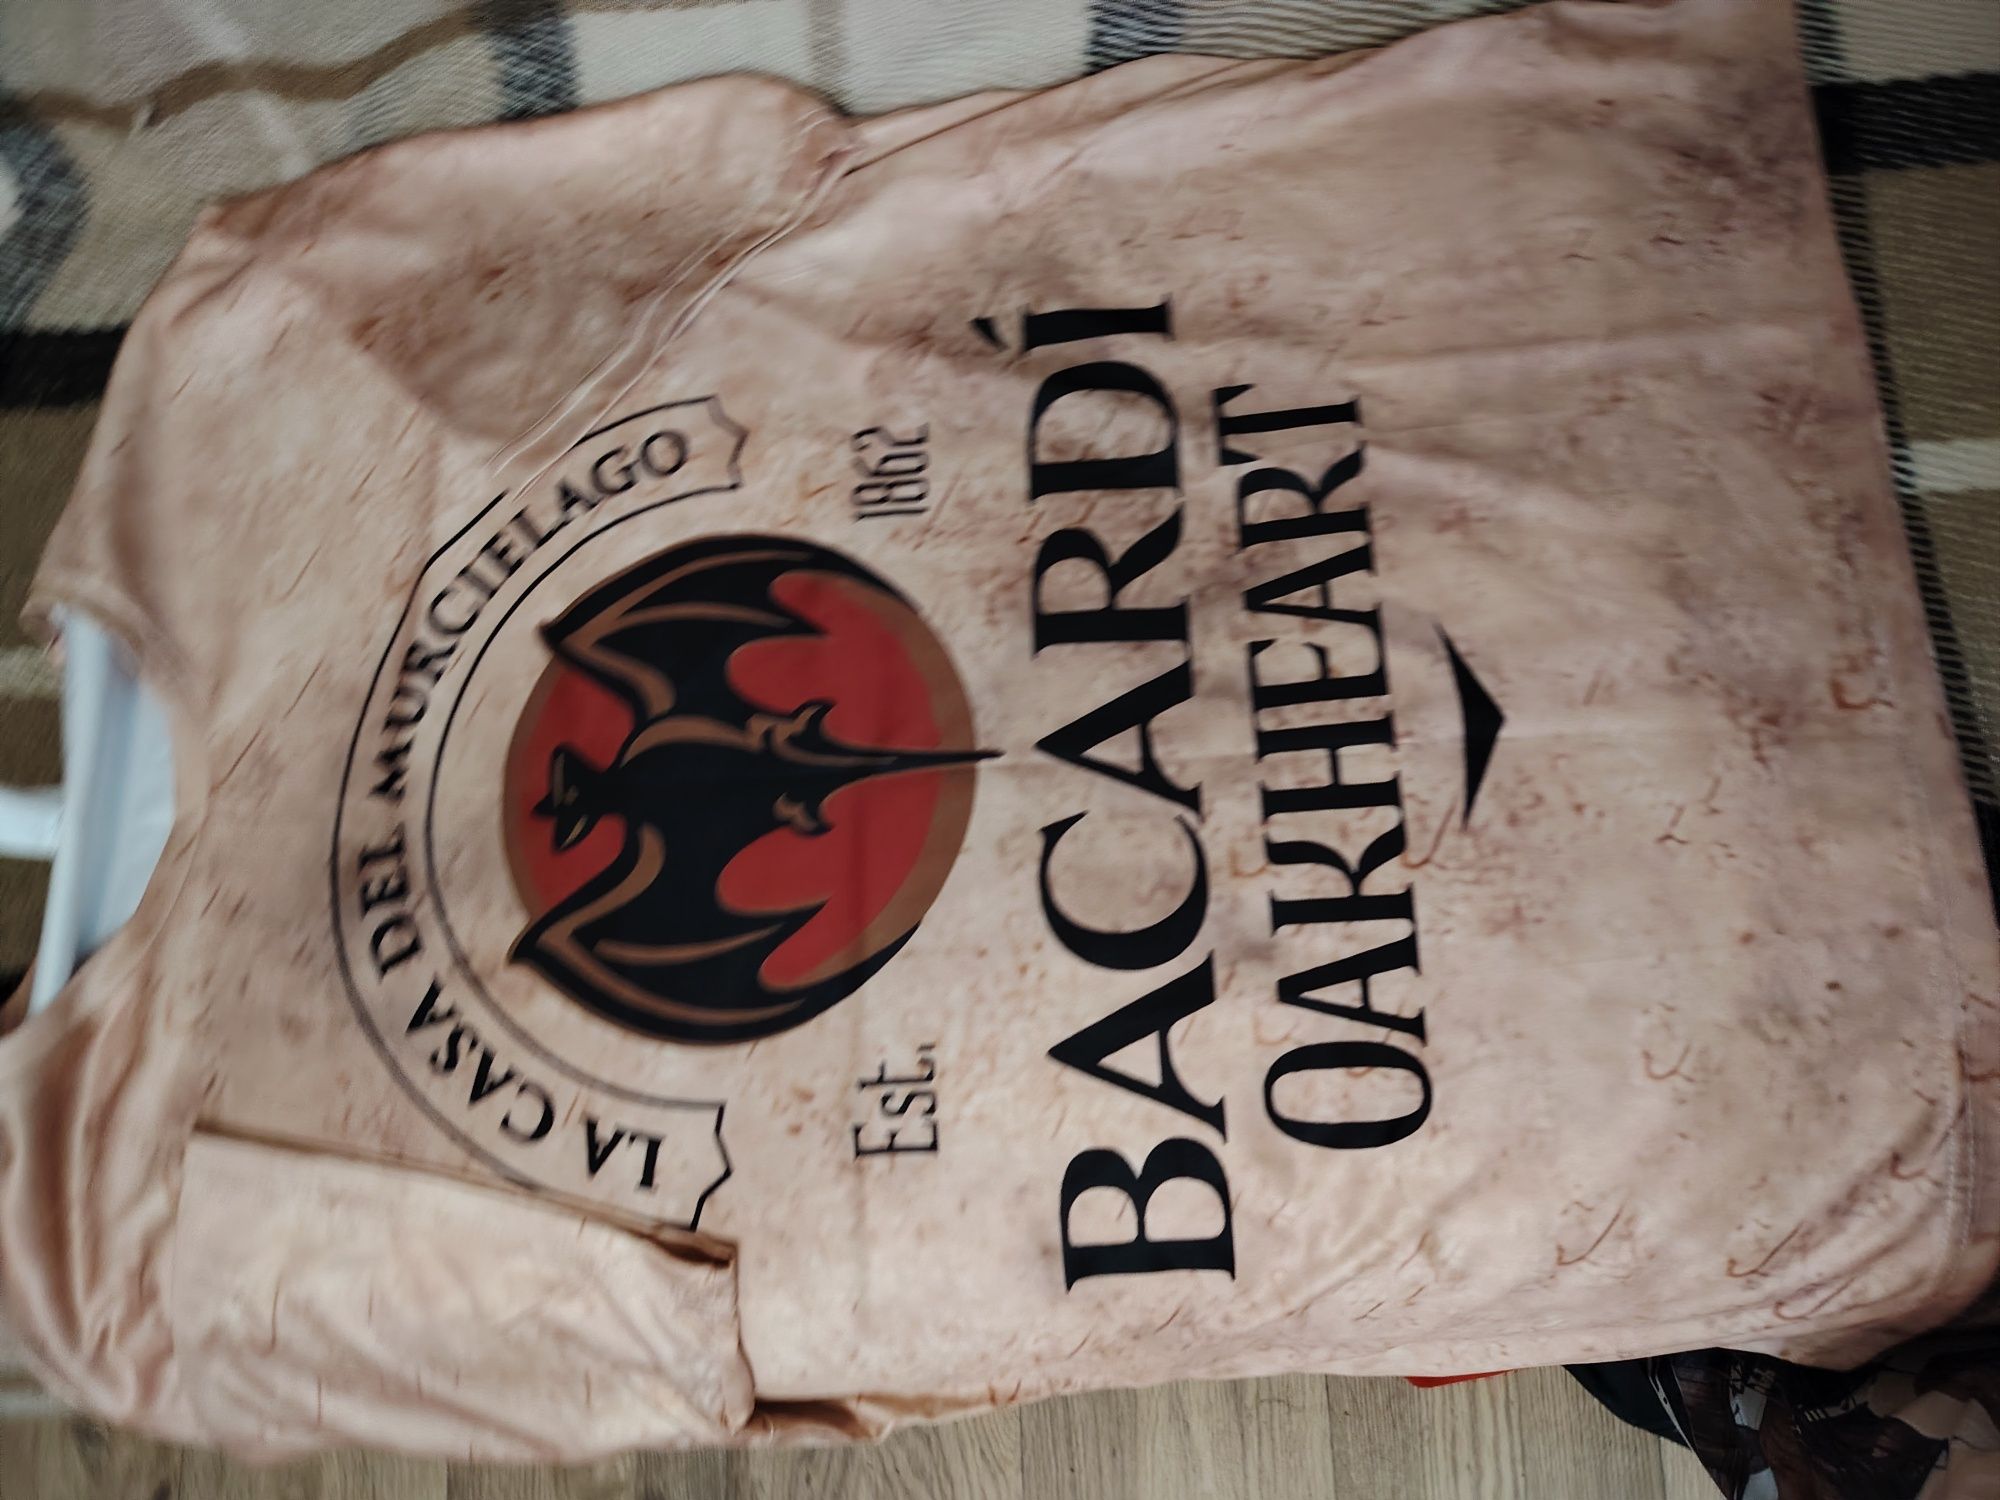 LA CASA DEL MURCIELAGO
Est. 1862
BACARDÍ
OAKHEART